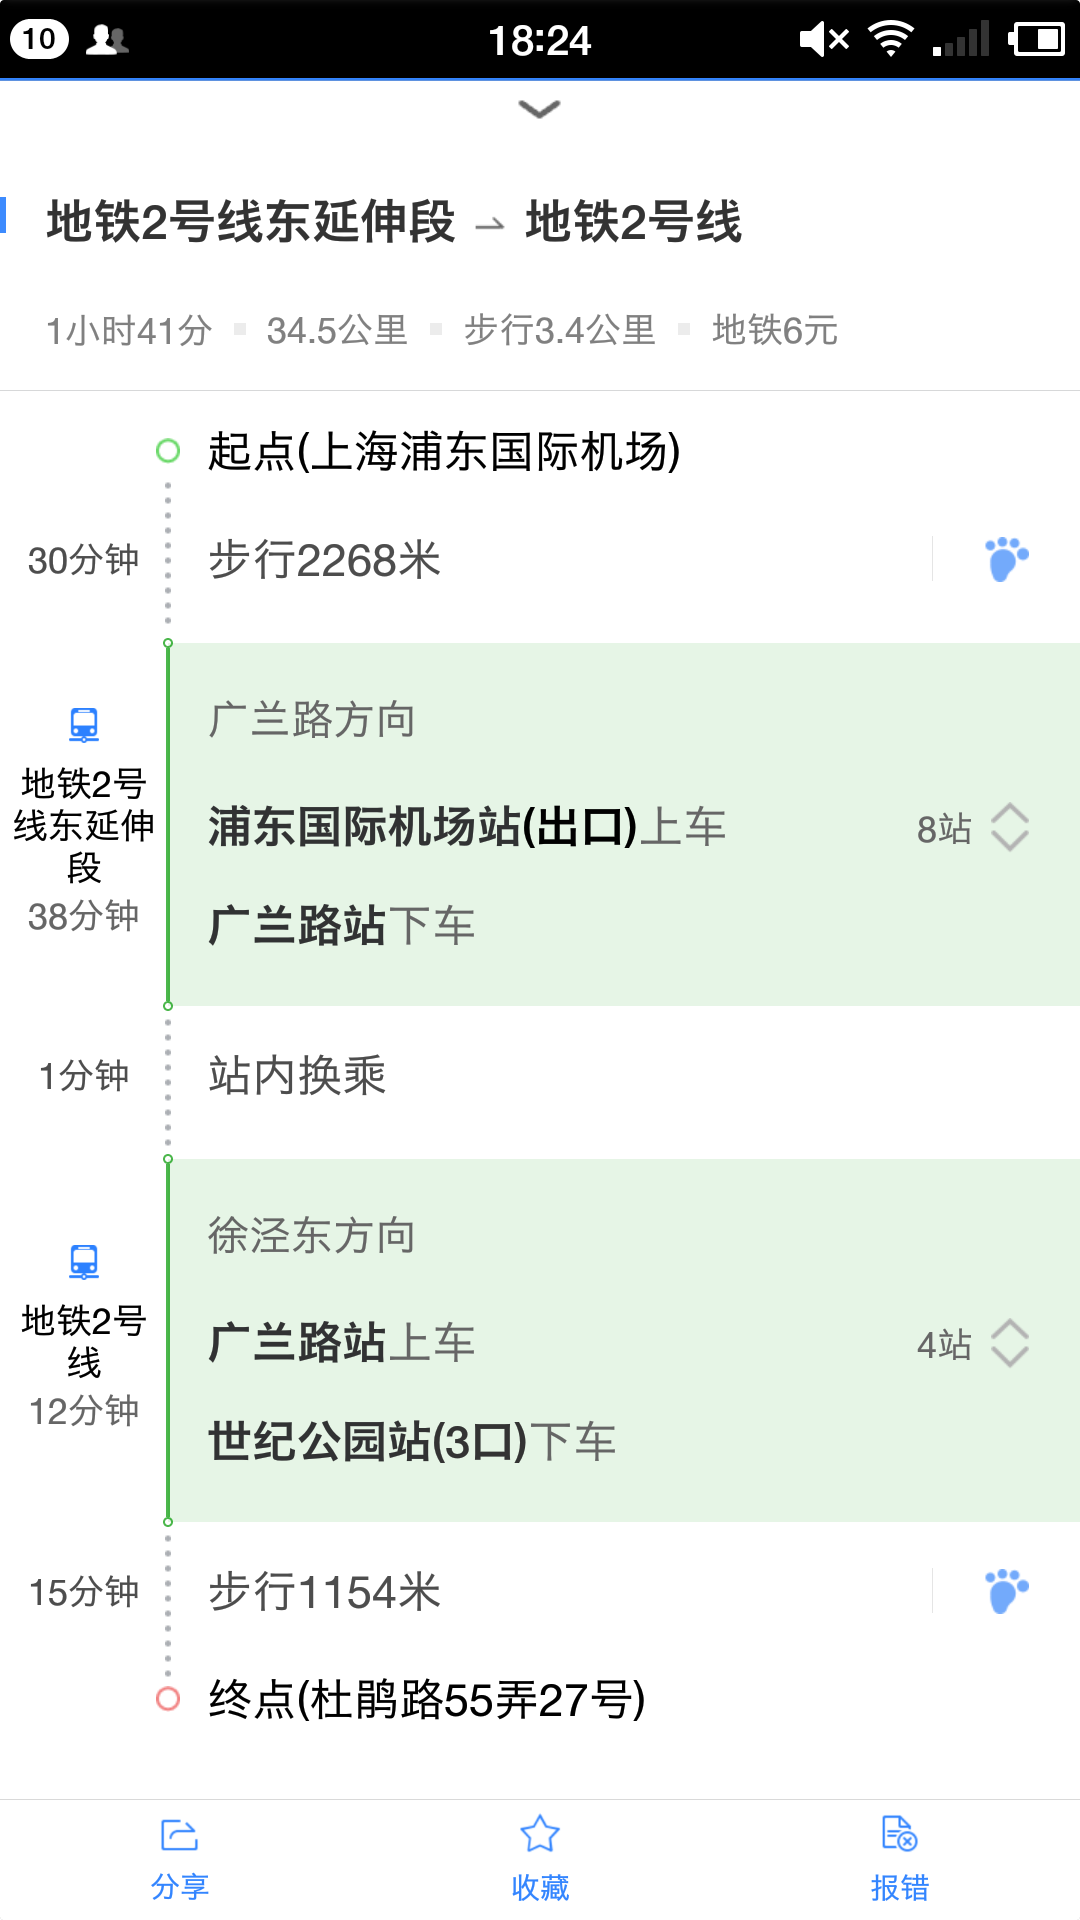 10
18:24
地铁2号线东延伸段 → 地铁2号线
1小时41分 ▪ 34.5公里 ▪ 步行3.4公里 ▪ 地铁6元
起点(上海浦东国际机场)
30分钟 步行2268米
广兰路方向
地铁2号
线东延伸
段
38分钟
浦东国际机场站(出口)上车 8站
广兰路站下车
1分钟 站内换乘
徐泾东方向
地铁2号
线
12分钟
广兰路站上车 4站
世纪公园站(3口)下车
15分钟 步行1154米
终点(杜鹃路55弄27号)
分享 收藏 报错